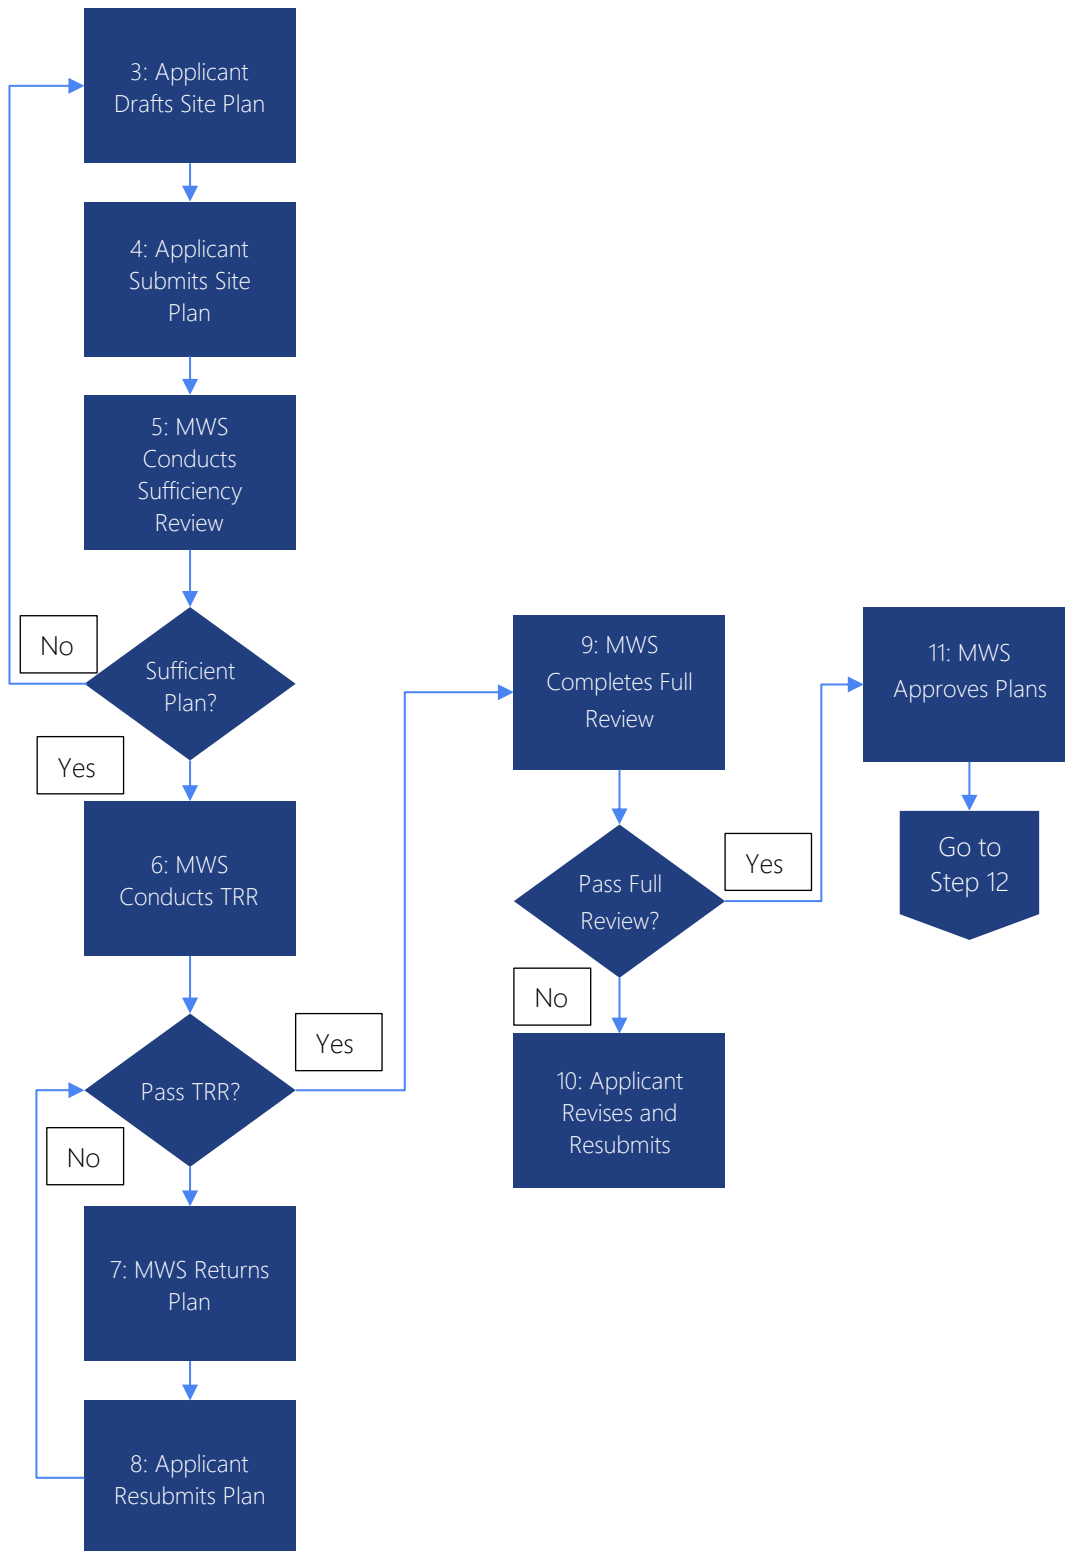 3: Applicant
Drafts Site Plan
4: Applicant
Submits Site
Plan
5: MWS
Conducts
Sufficiency
Review
No
Sufficient
Plan?
Yes
6: MWS
Conducts TRR
Pass TRR?
Yes
No
7: MWS Returns
Plan
8: Applicant
Resubmits Plan
9: MWS
Completes Full
Review
Pass Full
Review?
Yes
No
10: Applicant
Revises and
Resubmits
11: MWS
Approves Plans
Go to
Step 12